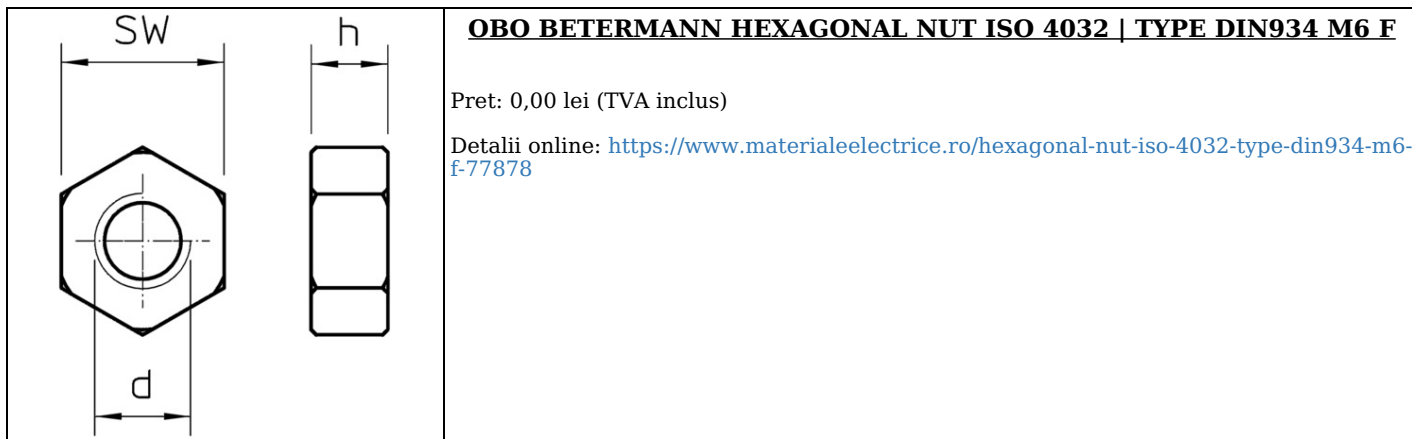 SW
h
d
OBO BETERMANN HEXAGONAL NUT ISO 4032 | TYPE DIN934 M6 F
Pret: 0,00 lei (TVA inclus)
Detalii online: https://www.materialeelectrice.ro/hexagonal-nut-iso-4032-type-din934-m6-
f-77878